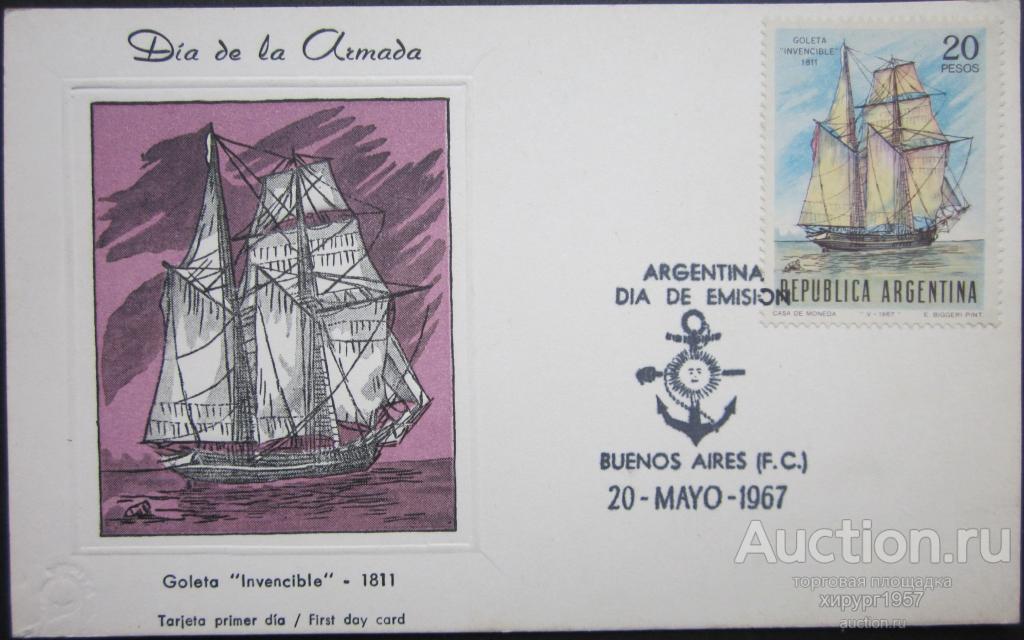 Día de la Armada
GOLETA
"INVENCIBLE"
1811
20
PESOS
REPUBLICA ARGENTINA
CASA DE MONEDA "V-1967" E. BIGGERI PINT.
ARGENTINA
DIA DE EMISION
BUENOS AIRES (F.C.)
20-MAYO-1967
Goleta "Invencible" - 1811
Tarjeta primer día / First day card
Auction.ru
торговая площадка
хирург1957
auction.ru